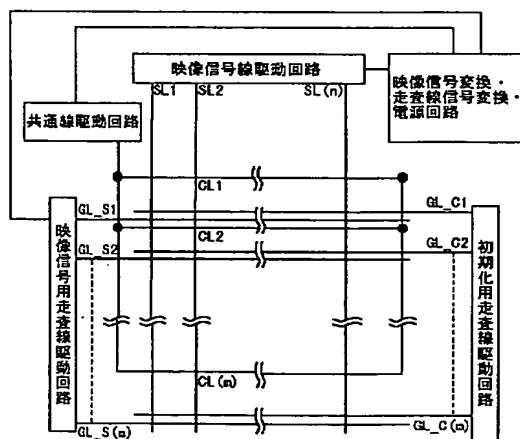 映像信号線駆動回路
映像信号変換・
走査線信号変換・
電源回路
SL1
SL2
SL(n)
共通線駆動回路
CL1
GL_S1
GL_C1
CL2
GL_S2
GL_C2
映像信号用走査線駆動回路
初期化用走査線駆動回路
CL(m)
GL_S(m)
GL_C(m)